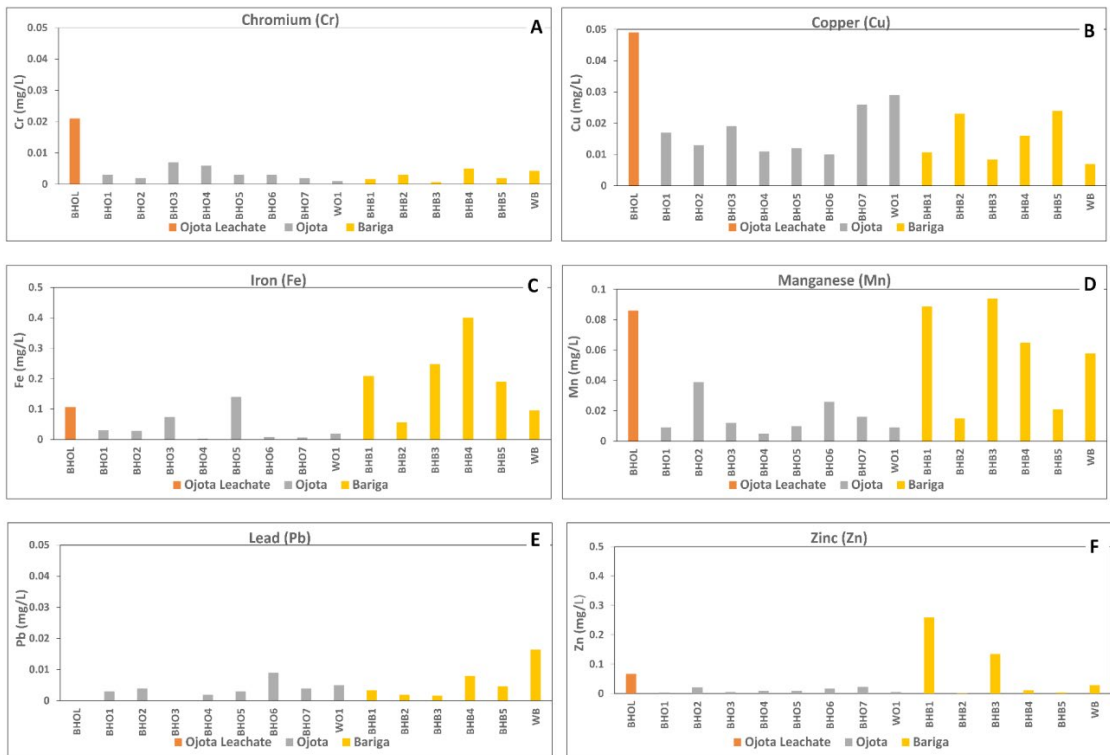 Chromium (Cr)
A
0.05
0.04
0.03
0.02
0.01
0
Cr (mg/L)
BHOL BHO1 BHO2 BHO3 BHO4 BHO5 BHO6 BHO7 WO1 BHB1 BHB2 BHB3 BHB4 BHB5 WB
Ojota Leachate Ojota Bariga
Copper (Cu)
B
0.05
0.04
0.03
0.02
0.01
0
Cu (mg/L)
BHOL BHO1 BHO2 BHO3 BHO4 BHO5 BHO6 BHO7 WO1 BHB1 BHB2 BHB3 BHB4 BHB5 WB
Ojota Leachate Ojota Bariga
Iron (Fe)
C
0.5
0.4
0.3
0.2
0.1
0
Fe (mg/L)
BHOL BHO1 BHO2 BHO3 BHO4 BHO5 BHO6 BHO7 WO1 BHB1 BHB2 BHB3 BHB4 BHB5 WB
Ojota Leachate Ojota Bariga
Manganese (Mn)
D
0.1
0.08
0.06
0.04
0.02
0
Mn (mg/L)
BHOL BHO1 BHO2 BHO3 BHO4 BHO5 BHO6 BHO7 WO1 BHB1 BHB2 BHB3 BHB4 BHB5 WB
Ojota Leachate Ojota Bariga
Lead (Pb)
E
0.05
0.04
0.03
0.02
0.01
0
Pb (mg/L)
BHOL BHO1 BHO2 BHO3 BHO4 BHO5 BHO6 BHO7 WO1 BHB1 BHB2 BHB3 BHB4 BHB5 WB
Ojota Leachate Ojota Bariga
Zinc (Zn)
F
0.5
0.4
0.3
0.2
0.1
0
Zn (mg/L)
BHOL BHO1 BHO2 BHO3 BHO4 BHO5 BHO6 BHO7 WO1 BHB1 BHB2 BHB3 BHB4 BHB5 WB
Ojota Leachate Ojota Bariga